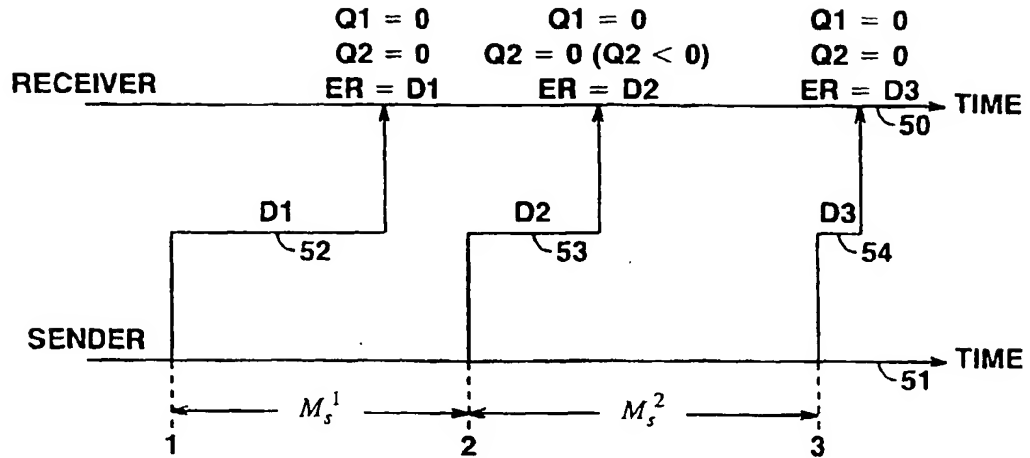 Q1 = 0 Q1 = 0 Q1 = 0
Q2 = 0 Q2 = 0 (Q2 < 0) Q2 = 0
RECEIVER ER = D1 ER = D2 ER = D3 TIME
50
D1 D2 D3
52 53 54
SENDER TIME
51
M_s^1 M_s^2
1 2 3